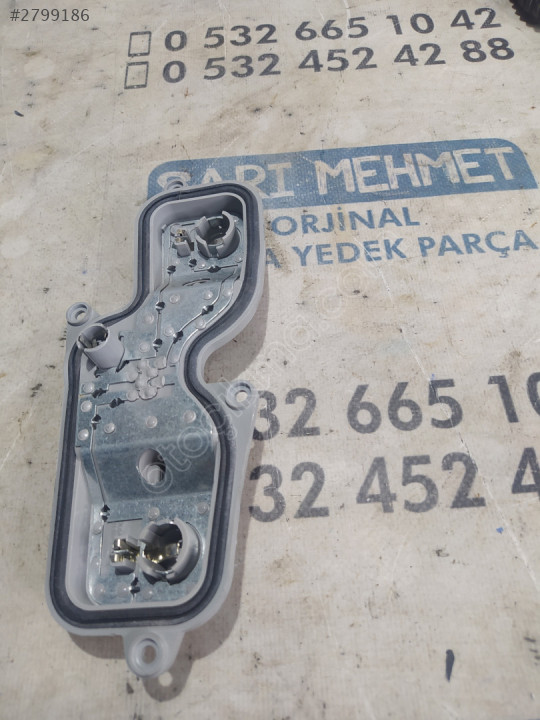 #2799186
0 532 665 10 42
0 532 452 42 88
SARI MEHMET
ORJİNAL
A YEDEK PARÇA
32 665 10
32 452 4